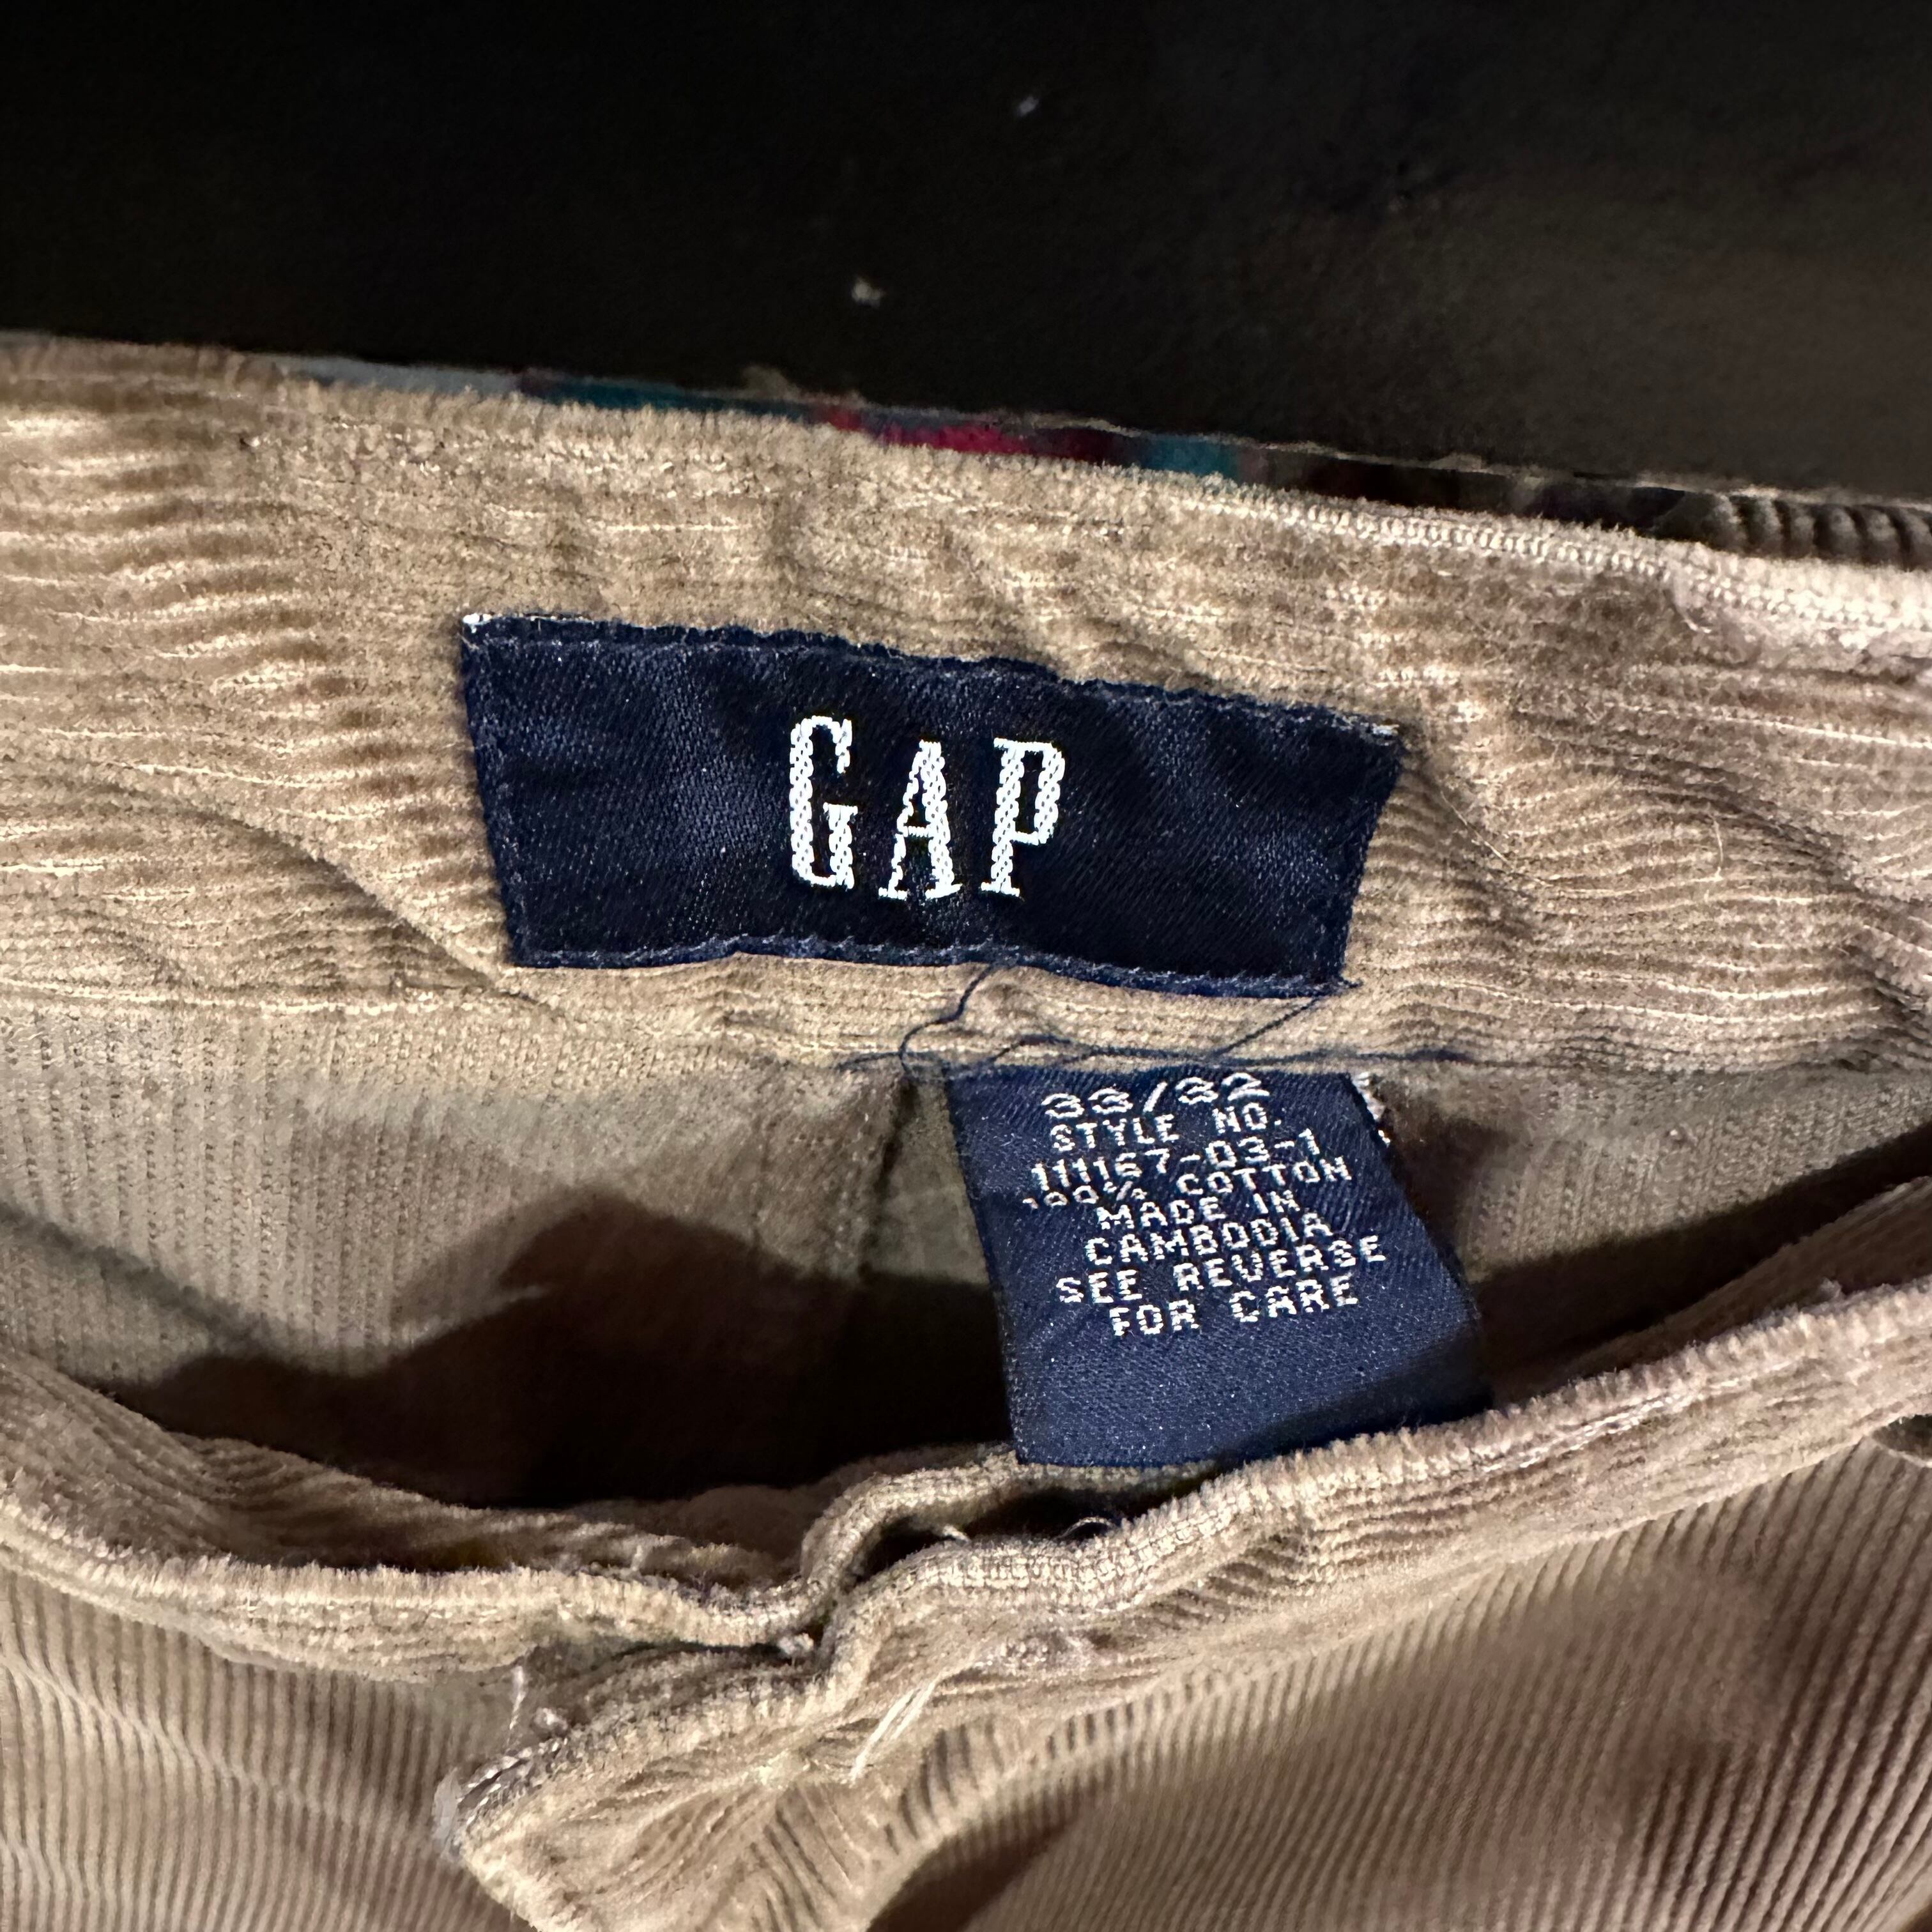 GAP
33/32
STYLE NO.
111167-03-1
100% COTTON
MADE IN
CAMBODIA
SEE REVERSE
FOR CARE